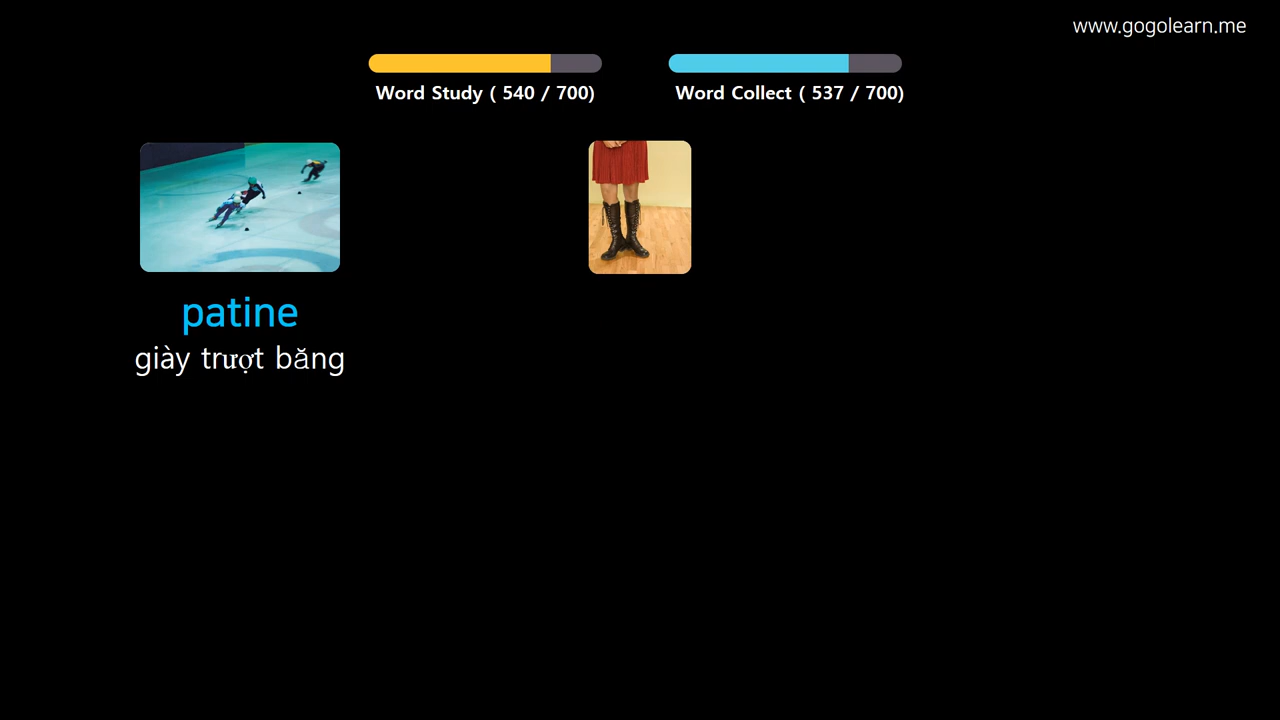 www.gogolearn.me
Word Study ( 540 / 700)
Word Collect ( 537 / 700)
patine
giày trượt băng